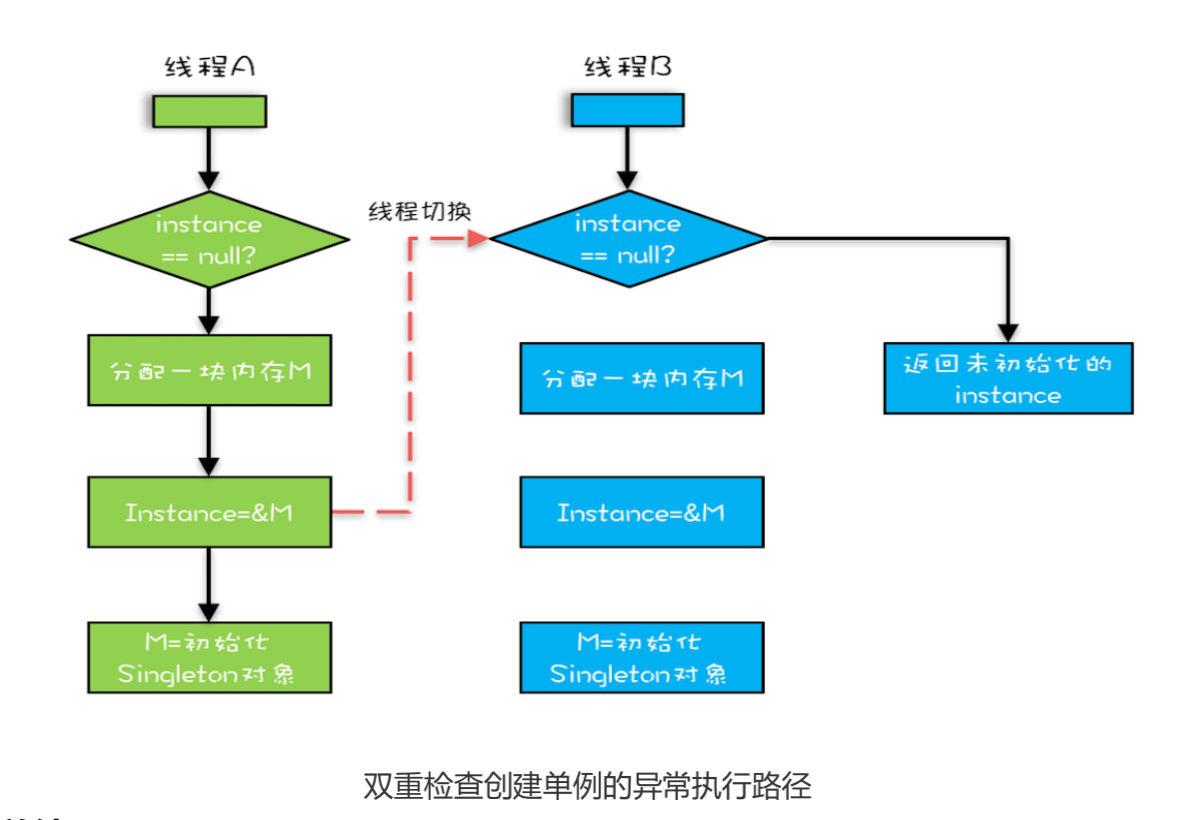 线程A
线程B
instance
== null?
线程切换
instance
== null?
分配一块内存M
分配一块内存M
返回未初始化的
instance
Instance=&M
Instance=&M
M=初始化
Singleton对象
M=初始化
Singleton对象
双重检查创建单例的异常执行路径